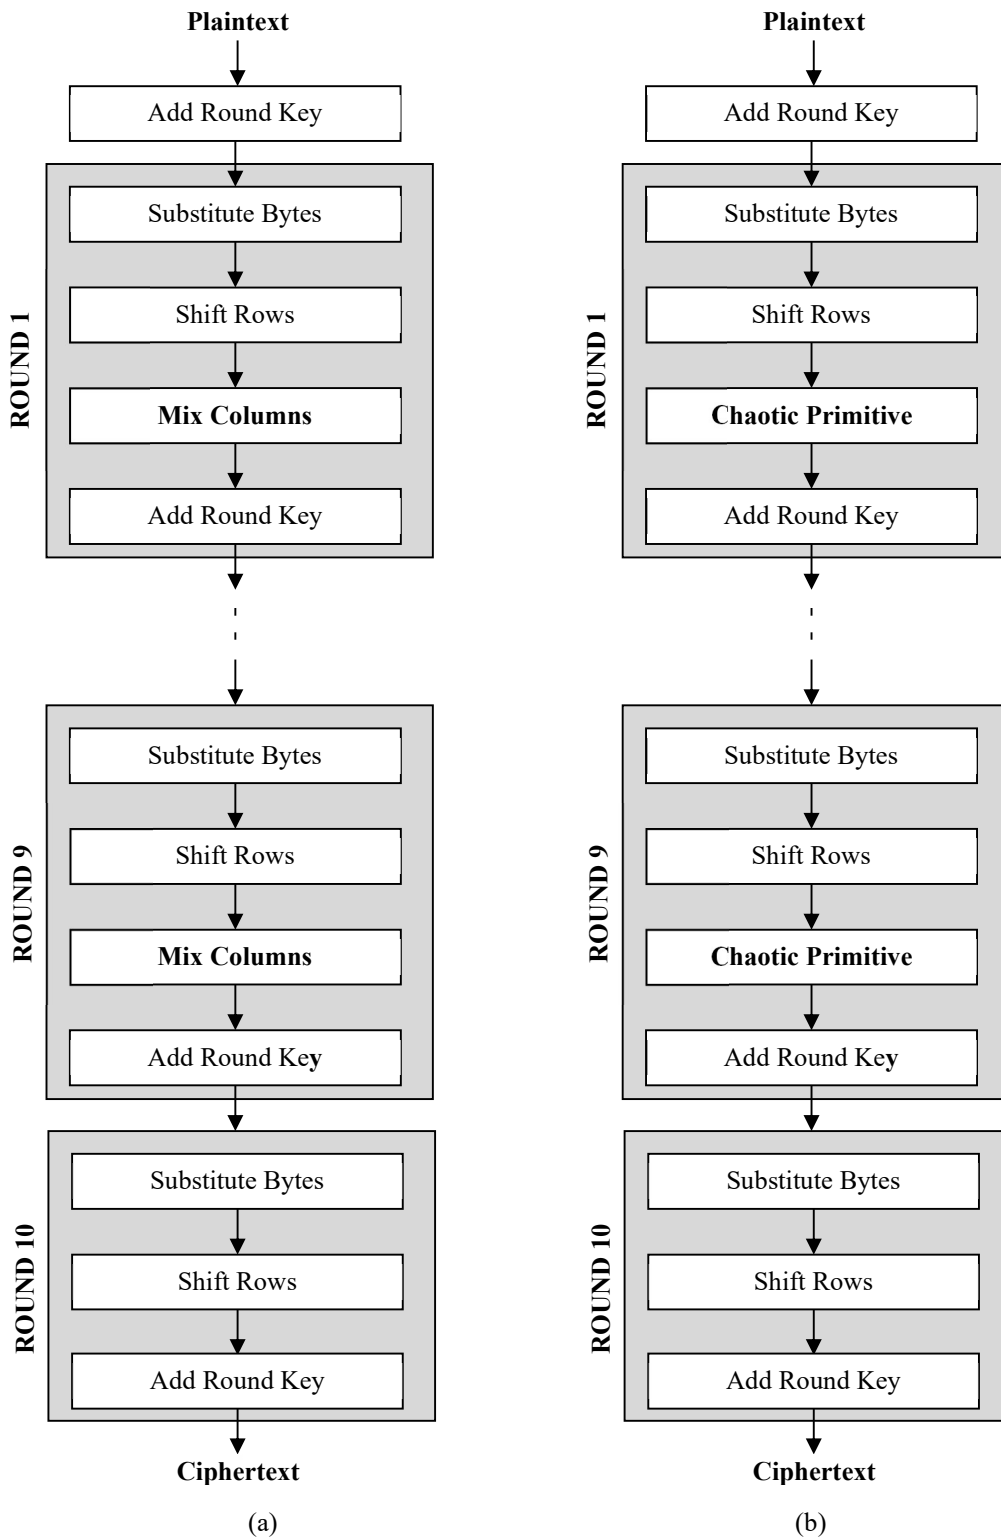 Plaintext
Add Round Key
ROUND 1
Substitute Bytes
Shift Rows
Mix Columns
Add Round Key
ROUND 9
Substitute Bytes
Shift Rows
Mix Columns
Add Round Key
ROUND 10
Substitute Bytes
Shift Rows
Add Round Key
Ciphertext
(a)
Plaintext
Add Round Key
ROUND 1
Substitute Bytes
Shift Rows
Chaotic Primitive
Add Round Key
ROUND 9
Substitute Bytes
Shift Rows
Chaotic Primitive
Add Round Key
ROUND 10
Substitute Bytes
Shift Rows
Add Round Key
Ciphertext
(b)